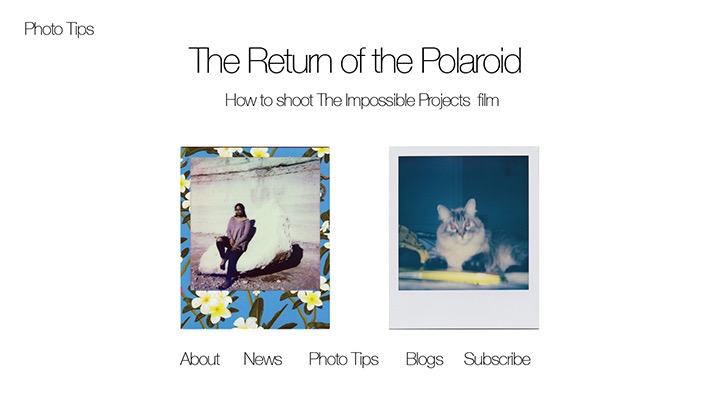 Photo Tips
The Return of the Polaroid
How to shoot The Impossible Projects film
About News Photo Tips Blogs Subscribe